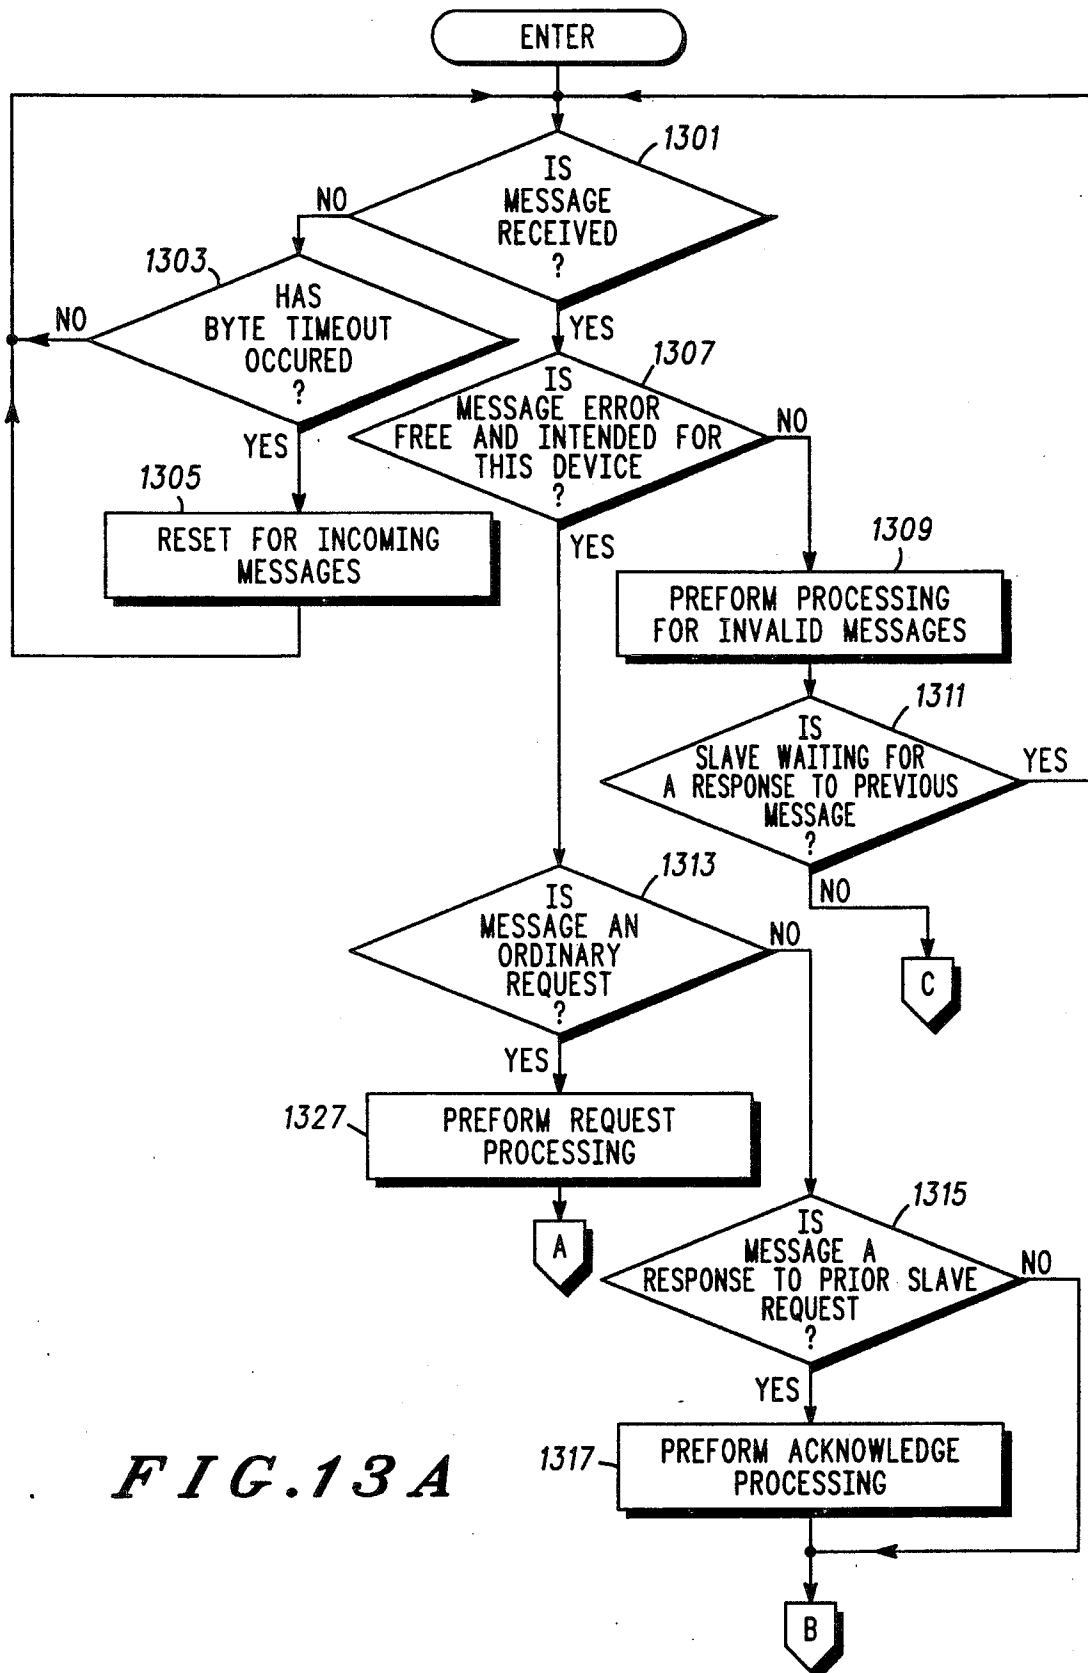 ENTER
1301
IS
MESSAGE
RECEIVED
?
NO
YES
1303
HAS
BYTE TIMEOUT
OCCURED
?
NO
YES
1305
RESET FOR INCOMING
MESSAGES
1307
IS
MESSAGE ERROR
FREE AND INTENDED FOR
THIS DEVICE
?
NO
YES
1309
PREFORM PROCESSING
FOR INVALID MESSAGES
1311
IS
SLAVE WAITING FOR
A RESPONSE TO PREVIOUS
MESSAGE
?
YES
NO
C
1313
IS
MESSAGE AN
ORDINARY
REQUEST
?
NO
YES
1327
PREFORM REQUEST
PROCESSING
A
1315
IS
MESSAGE A
RESPONSE TO PRIOR SLAVE
REQUEST
?
NO
YES
1317
PREFORM ACKNOWLEDGE
PROCESSING
B
FIG.13A